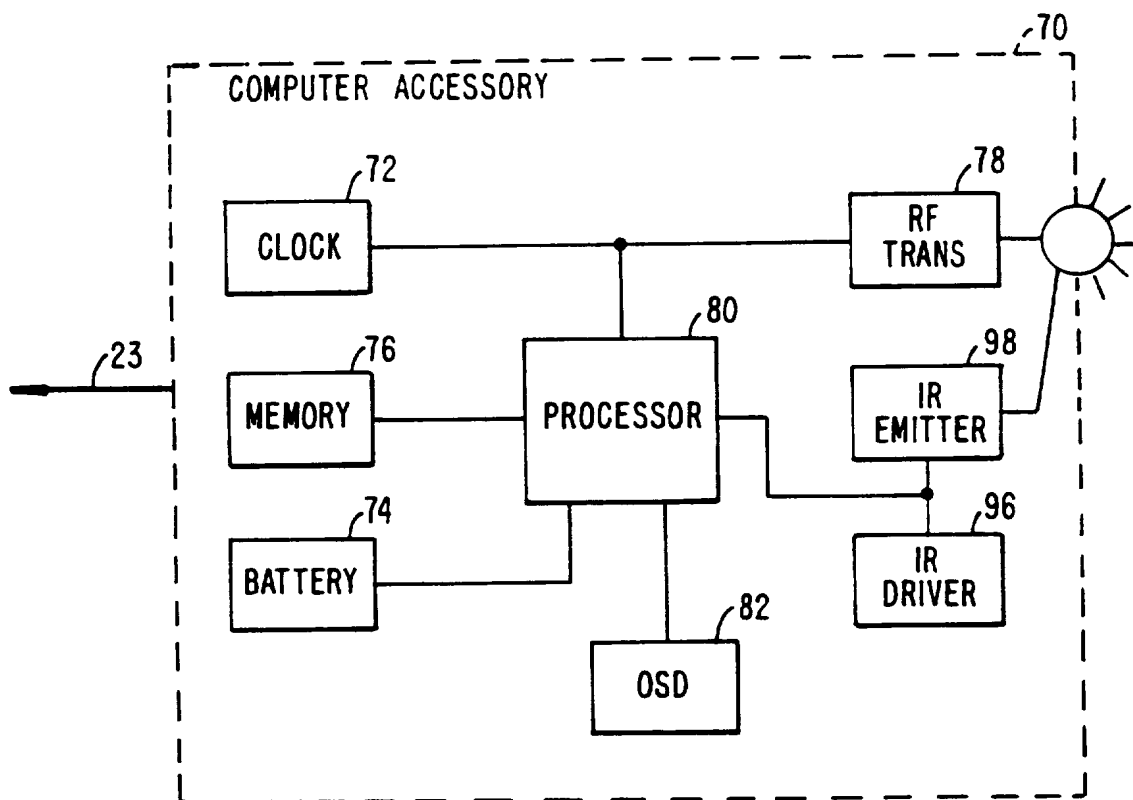 70
COMPUTER ACCESSORY
72
CLOCK
78
RF
TRANS
80
PROCESSOR
23
76
MEMORY
98
IR
EMITTER
74
BATTERY
96
IR
DRIVER
82
OSD